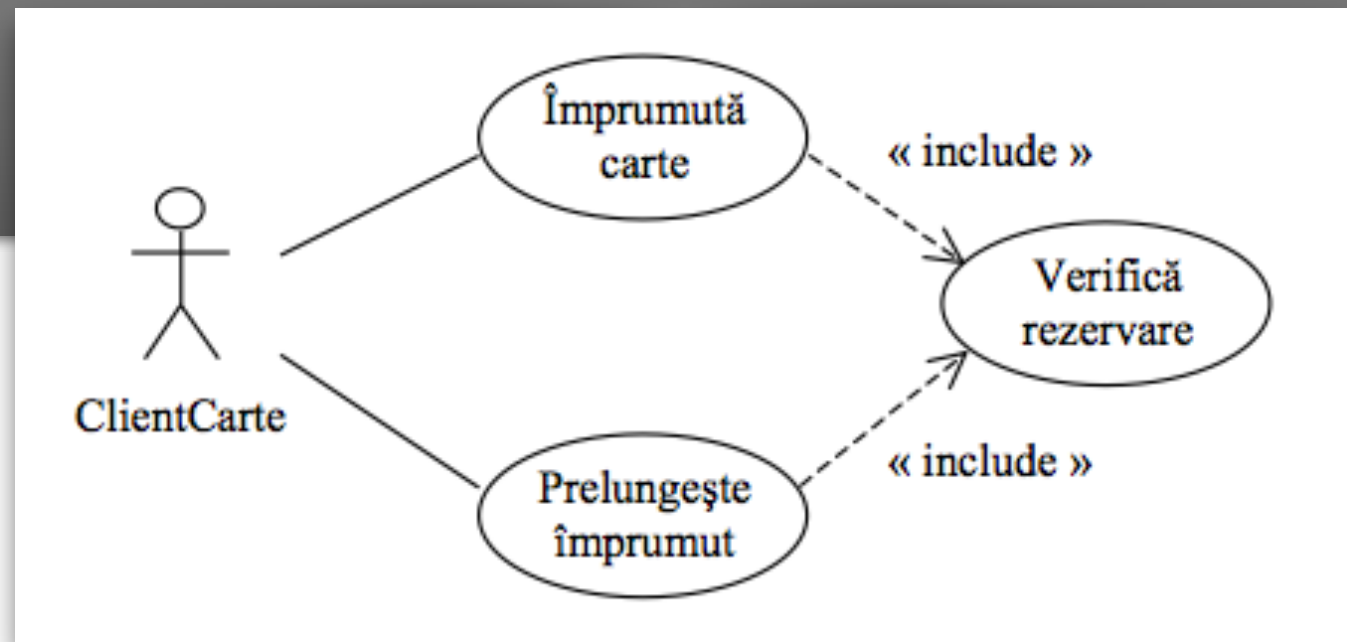 Împrumută
carte
« include »
Verifică
rezervare
ClientCarte
Prelungeşte
împrumut
« include »